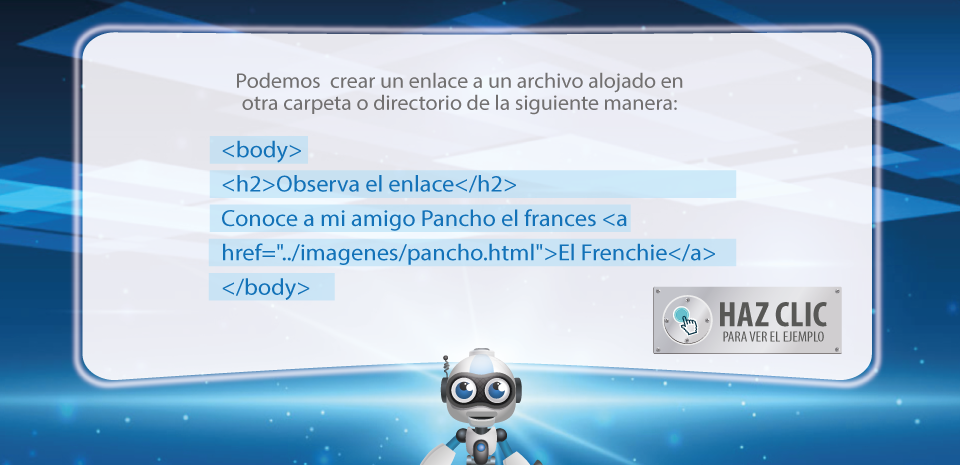 Podemos  crear un enlace a un archivo alojado en
otra carpeta o directorio de la siguiente manera:
<body>
<h2>Observa el enlace</h2>
Conoce a mi amigo Pancho el frances <a
href="../imagenes/pancho.html">El Frenchie</a>
</body>
HAZ CLIC
PARA VER EL EJEMPLO